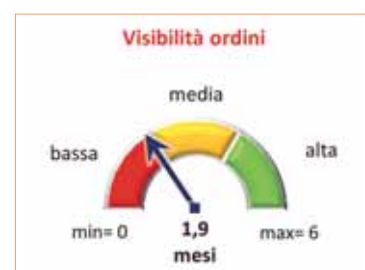 Visibilità ordini
media
bassa
alta
min= 0
1,9
max= 6
mesi